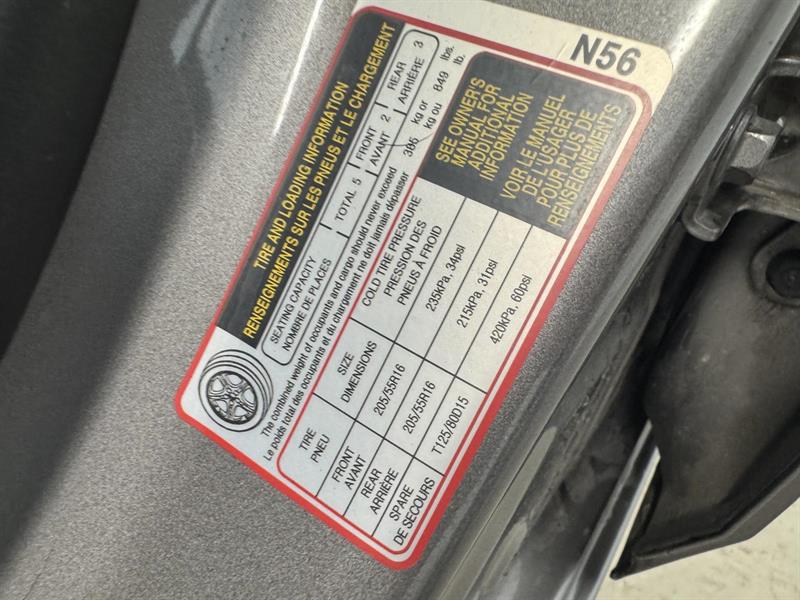 N56
TIRE AND LOADING INFORMATION
RENSEIGNEMENTS SUR LES PNEUS ET LE CHARGEMENT
SEATING CAPACITY
NOMBRE DE PLACES
TOTAL 5
FRONT
AVANT 2
REAR
ARRIÈRE 3
The combined weight of occupants and cargo should never exceed 385 kg or 849 lbs.
Le poids total des occupants et du chargement ne doit jamais dépasser kg ou lb.
TIRE
PNEU
SIZE
DIMENSIONS
COLD TIRE PRESSURE
PRESSION DES
PNEUS À FROID
SEE OWNER'S
MANUAL FOR
ADDITIONAL
INFORMATION
VOIR LE MANUEL
DE L'USAGER
POUR PLUS DE
RENSEIGNEMENTS
FRONT
AVANT
205/55R16
235kPa, 34psi
REAR
ARRIÈRE
205/55R16
215kPa, 31psi
SPARE
DE SECOURS
T125/80D15
420kPa, 60psi